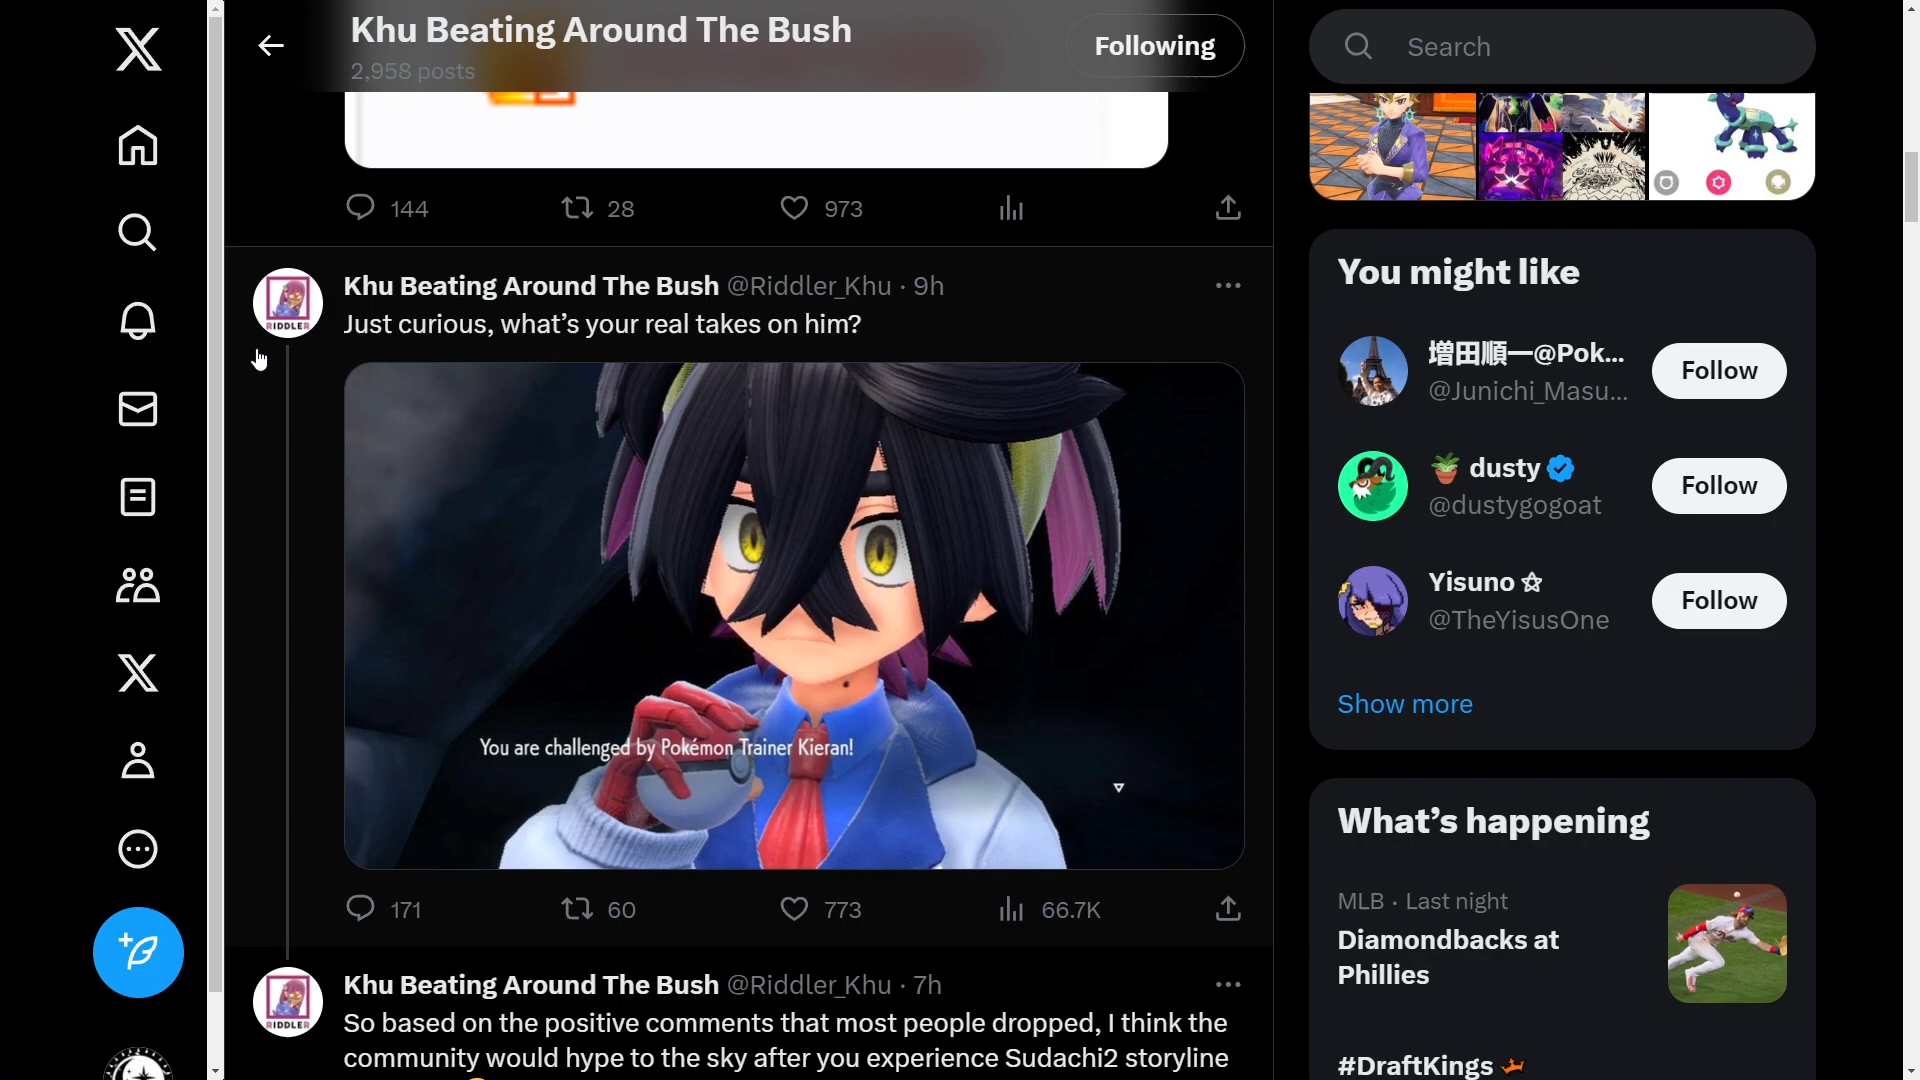 Khu Beating Around The Bush
2,958 posts
Following
Search
144
28
973
Khu Beating Around The Bush @Riddler_Khu · 9h
Just curious, what’s your real takes on him?
RIDDLER
You are challenged by Pokémon Trainer Kieran!
171
60
773
66.7K
Khu Beating Around The Bush @Riddler_Khu · 7h
So based on the positive comments that most people dropped, I think the
community would hype to the sky after you experience Sudachi2 storyline
RIDDLER
You might like
増田順一@Pok...
@Junichi_Masu...
Follow
dusty
@dustygogoat
Follow
Yisuno ☆
@TheYisusOne
Follow
Show more
What’s happening
MLB · Last night
Diamondbacks at
Phillies
#DraftKings